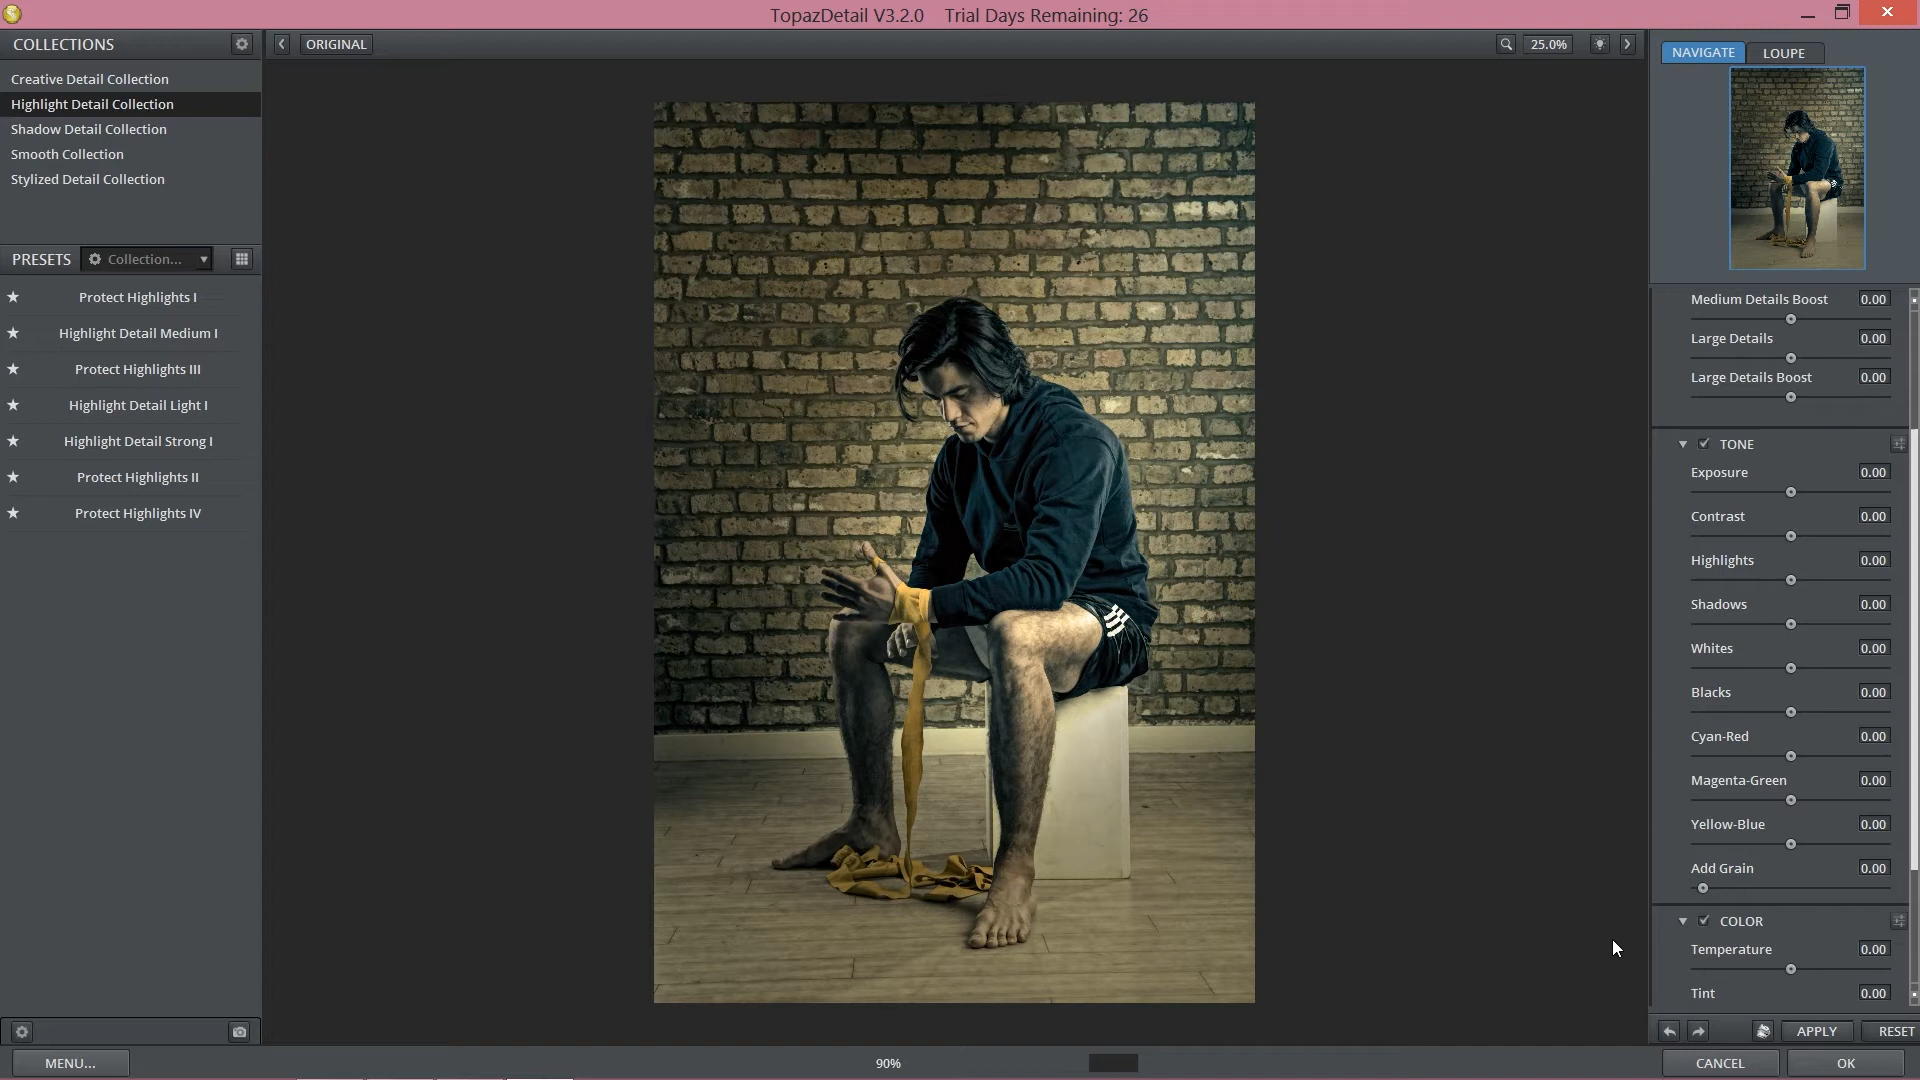 TopazDetail V3.2.0 Trial Days Remaining: 26
COLLECTIONS
Creative Detail Collection
Highlight Detail Collection
Shadow Detail Collection
Smooth Collection
Stylized Detail Collection
PRESETS Collection...
Protect Highlights I
Highlight Detail Medium I
Protect Highlights III
Highlight Detail Light I
Highlight Detail Strong I
Protect Highlights II
Protect Highlights IV
MENU...
ORIGINAL
25.0%
90%
NAVIGATE LOUPE
Medium Details Boost 0.00
Large Details 0.00
Large Details Boost 0.00
TONE
Exposure 0.00
Contrast 0.00
Highlights 0.00
Shadows 0.00
Whites 0.00
Blacks 0.00
Cyan-Red 0.00
Magenta-Green 0.00
Yellow-Blue 0.00
Add Grain 0.00
COLOR
Temperature 0.00
Tint 0.00
APPLY RESET
CANCEL OK